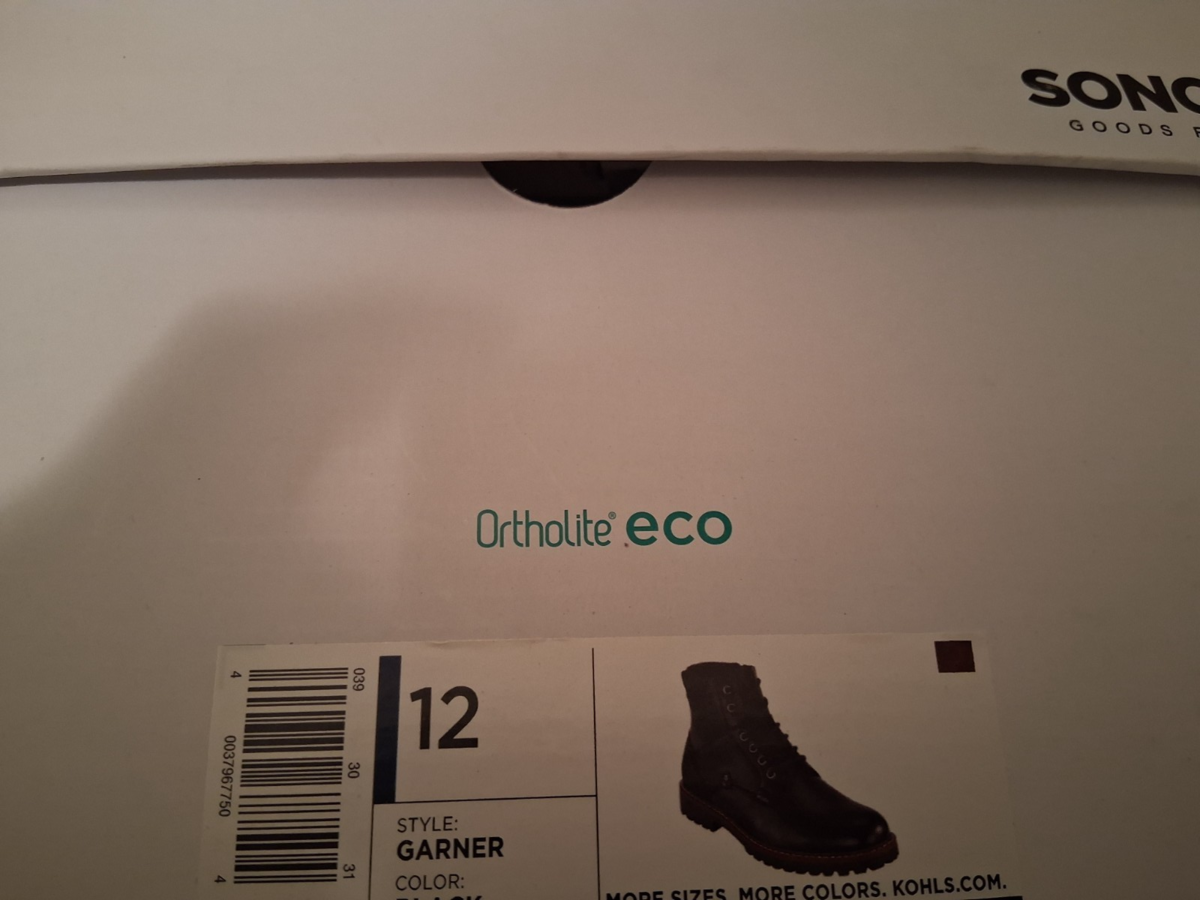 SONO
GOODS F
Ortholite® eco
4 0037967750 4
039 30 31
12
STYLE:
GARNER
COLOR:
BLACK
MORE SIZES. MORE COLORS. KOHLS.COM.